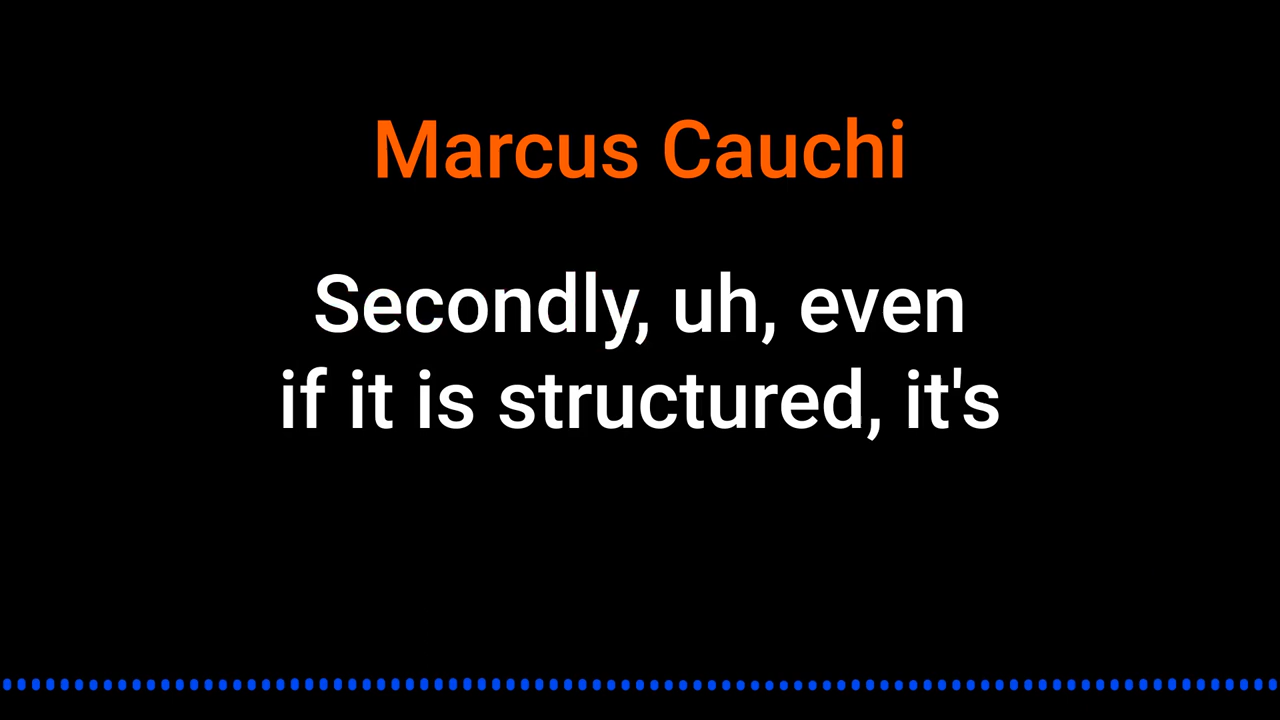 Marcus Cauchi
Secondly, uh, even
if it is structured, it's